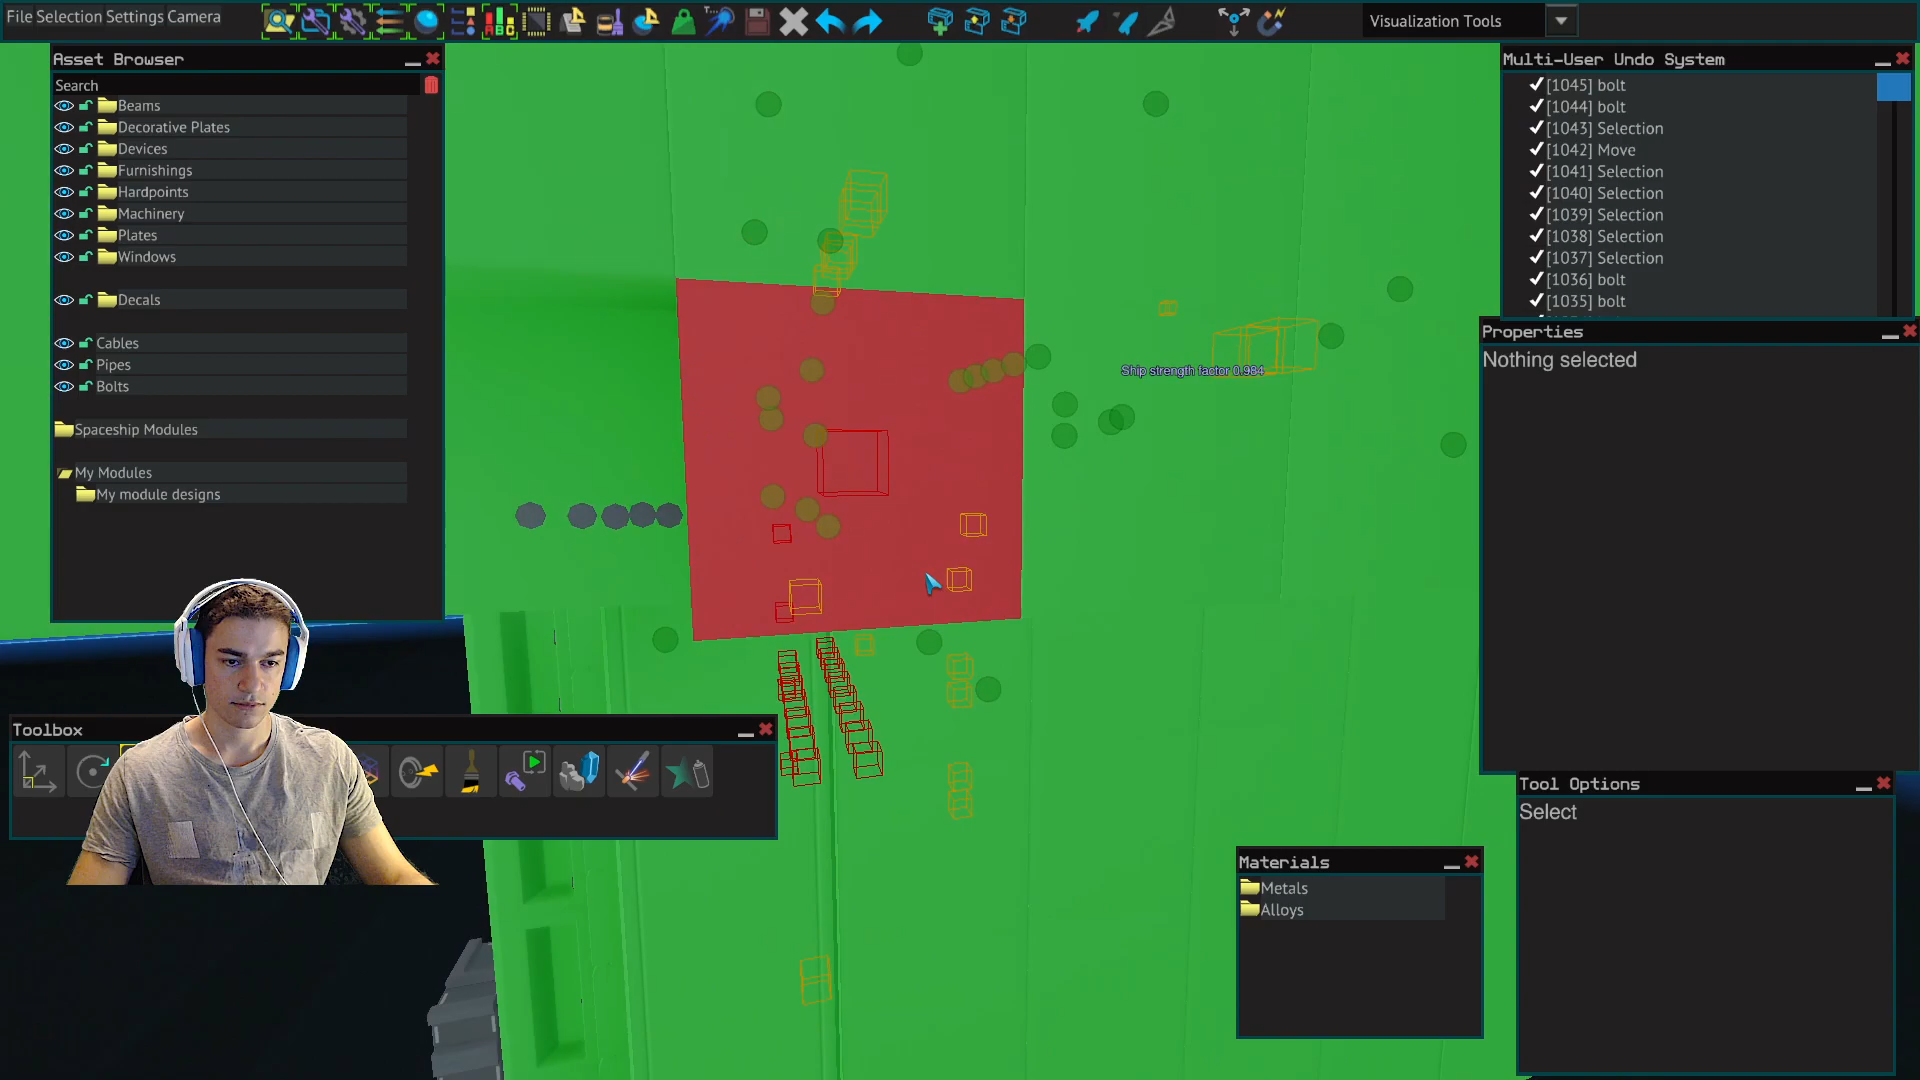 File Selection Settings Camera
ABC
Visualization Tools
Asset Browser
Search
Beams
Decorative Plates
Devices
Furnishings
Hardpoints
Machinery
Plates
Windows
Decals
Cables
Pipes
Bolts
Spaceship Modules
My Modules
My module designs
Multi-User Undo System
[1045] bolt
[1044] bolt
[1043] Selection
[1042] Move
[1041] Selection
[1040] Selection
[1039] Selection
[1038] Selection
[1037] Selection
[1036] bolt
[1035] bolt
Properties
Nothing selected
Ship strength factor 0.984
Toolbox
Tool Options
Select
Materials
Metals
Alloys